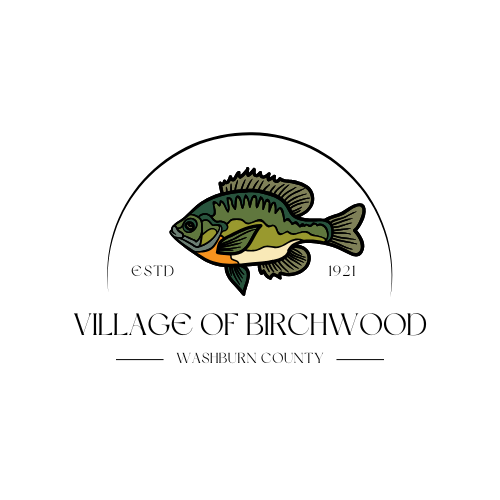 ESTD 1921
VILLAGE OF BIRCHWOOD
WASHBURN COUNTY